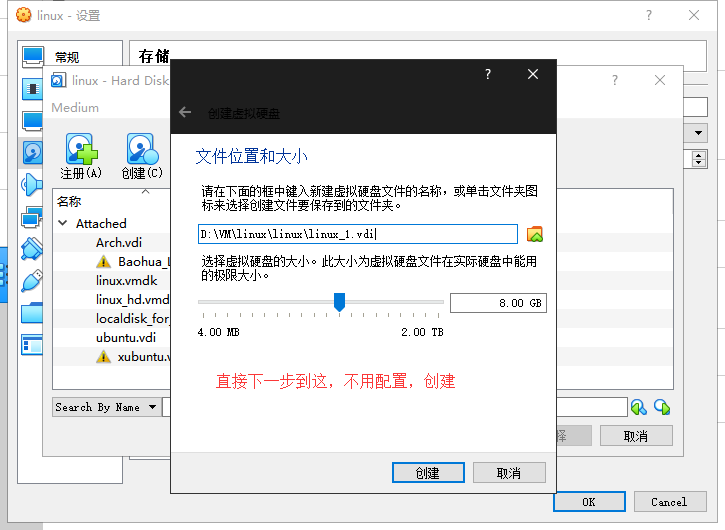 linux - 设置
常规
存储
linux - Hard Disk
Medium
注册(A)
创建(C)
名称
Attached
Arch.vdi
Baohua_L
linux.vmdk
linux_hd.vmd
localdisk_for_
ubuntu.vdi
xubuntu.v
Search By Name
择
取消
OK
Cancel
创建虚拟硬盘
文件位置和大小
请在下面的框中键入新建虚拟硬盘文件的名称，或单击文件夹图
标来选择创建文件要保存到的文件夹。
D:\VM\linux\linux\linux_1.vdi
选择虚拟硬盘的大小。此大小为虚拟硬盘文件在实际硬盘中能用
的极限大小。
8.00 GB
4.00 MB
2.00 TB
直接下一步到这，不用配置，创建
创建
取消